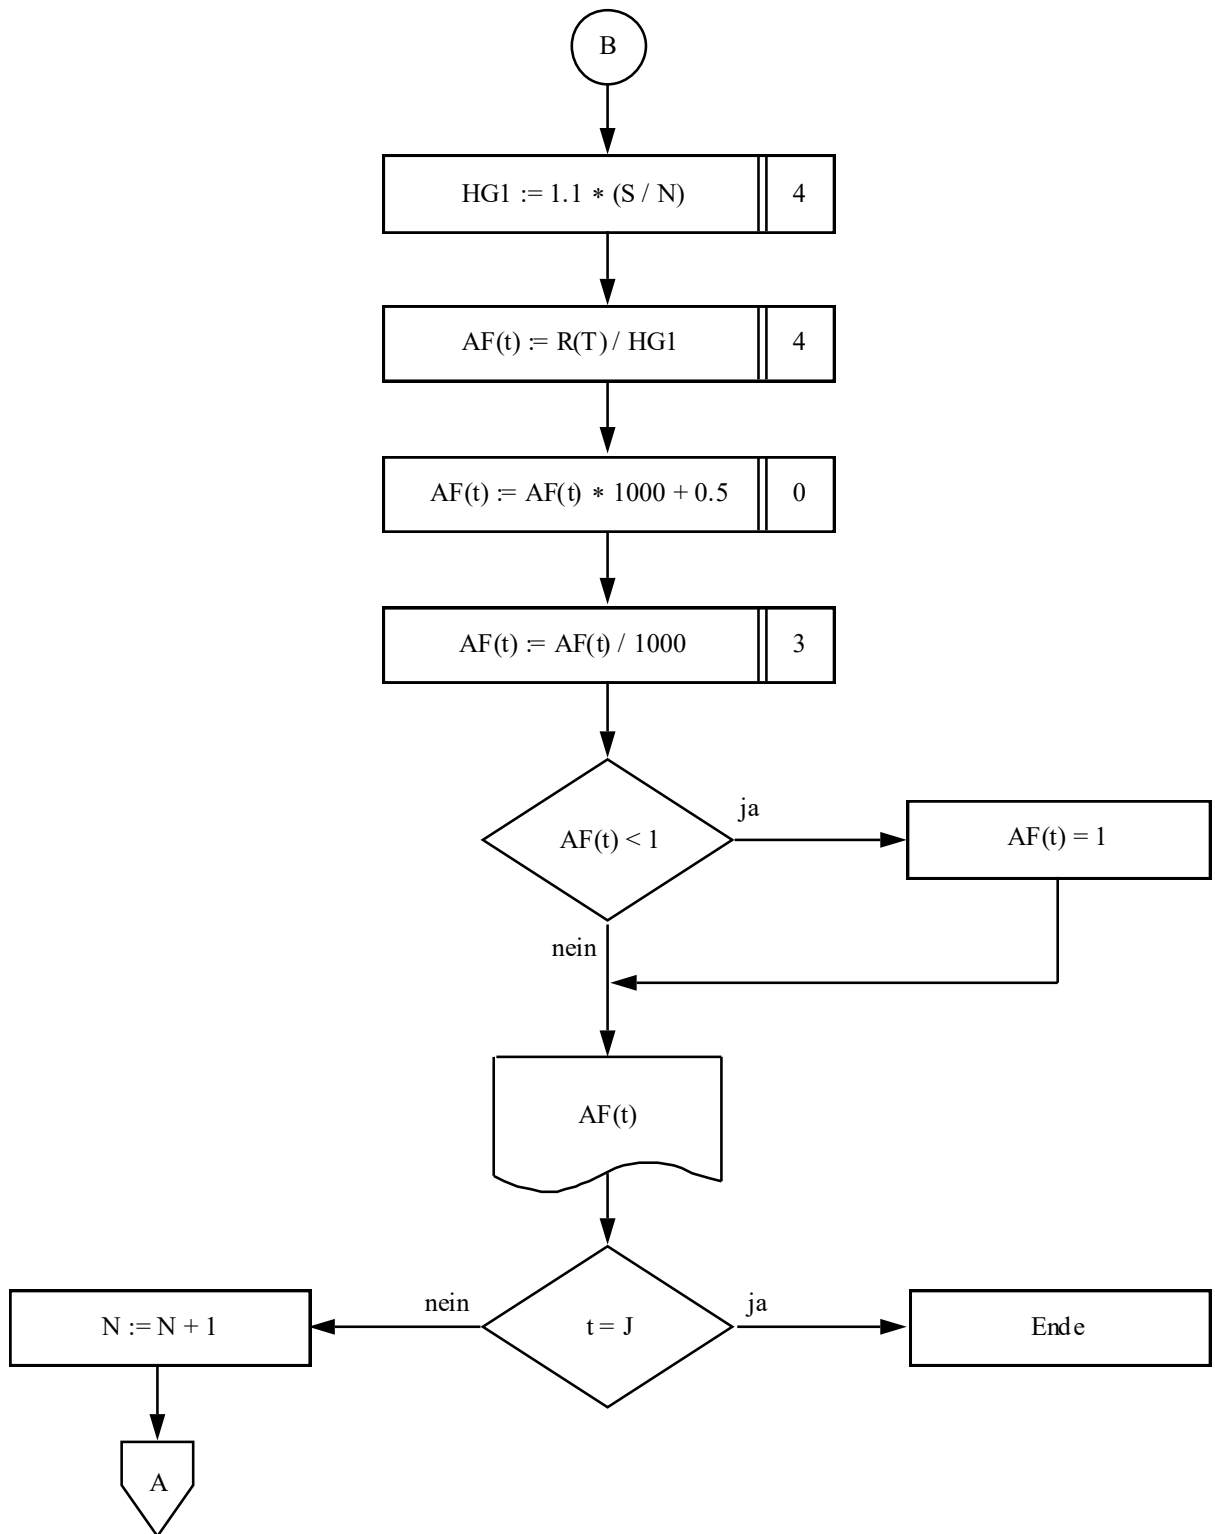 B
HG1 := 1.1 * (S / N) 4
AF(t) := R(T) / HG1 4
AF(t) := AF(t) * 1000 + 0.5 0
AF(t) := AF(t) / 1000 3
ja
AF(t) < 1
AF(t) = 1
nein
AF(t)
nein
ja
N := N + 1
t = J
Ende
A